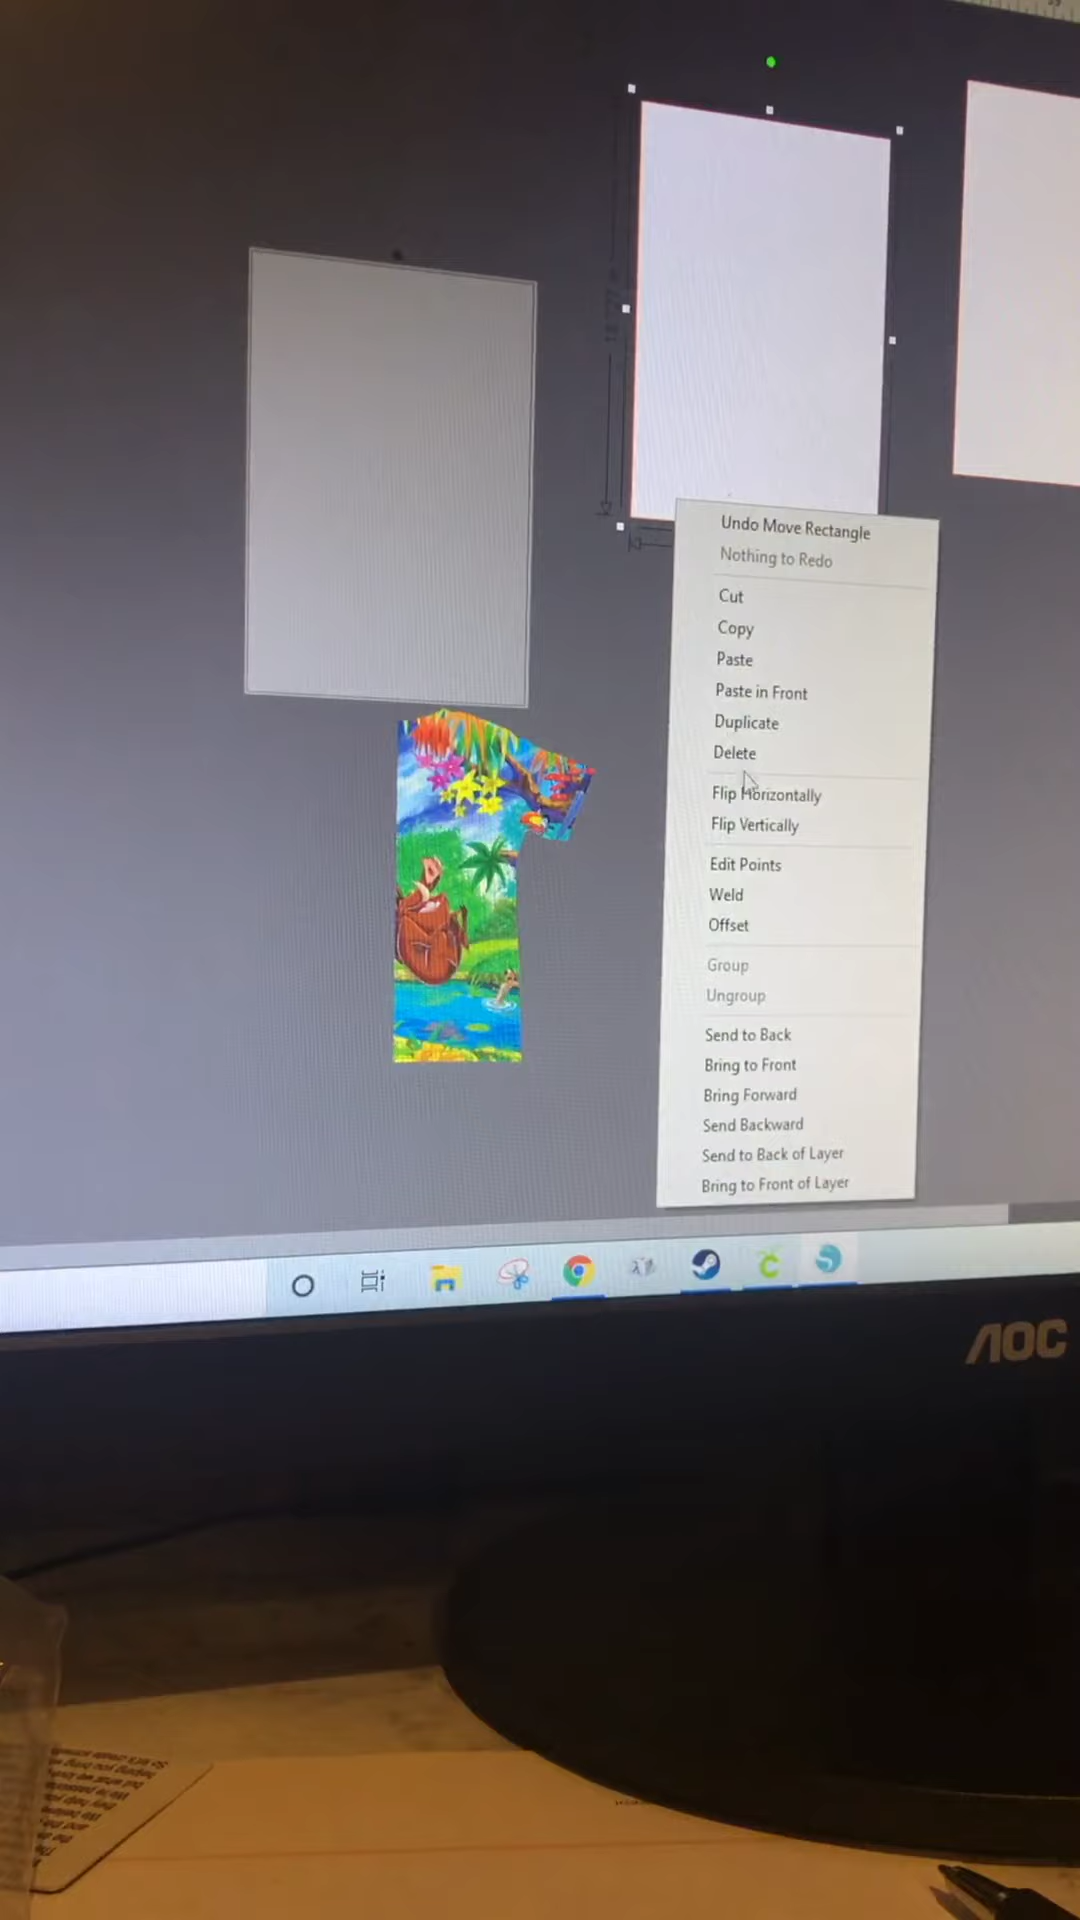 Undo Move Rectangle
Nothing to Redo
Cut
Copy
Paste
Paste in Front
Duplicate
Delete
Flip Horizontally
Flip Vertically
Edit Points
Weld
Offset
Group
Ungroup
Send to Back
Bring to Front
Bring Forward
Send Backward
Send to Back of Layer
Bring to Front of Layer
AOC